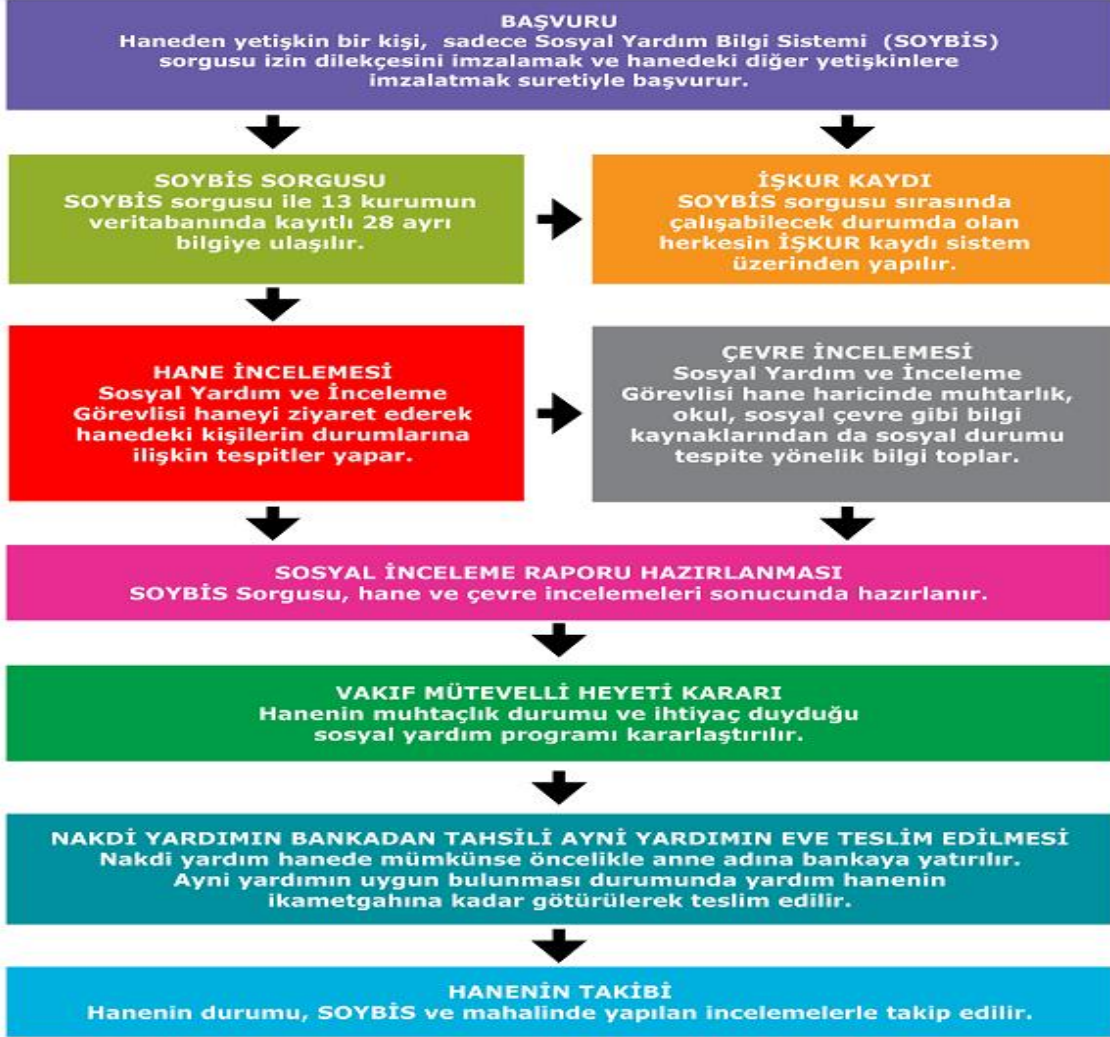 BAŞVURU
Haneden yetişkin bir kişi, sadece Sosyal Yardım Bilgi Sistemi (SOYBİS)
sorgusu izin dilekçesini imzalamak ve hanedeki diğer yetişkinlere
imzalatmak suretiyle başvurur.
SOYBİS SORGUSU
SOYBİS sorgusu ile 13 kurumun
veritabanında kayıtlı 28 ayrı
bilgiye ulaşılır.
İŞKUR KAYDI
SOYBİS sorgusu sırasında
çalışabilecek durumda olan
herkesin İŞKUR kaydı sistem
üzerinden yapılır.
HANE İNCELEMESİ
Sosyal Yardım ve İnceleme
Görevlisi haneyi ziyaret ederek
hanedeki kişilerin durumlarına
ilişkin tespitler yapar.
ÇEVRE İNCELEMESİ
Sosyal Yardım ve İnceleme
Görevlisi hane haricinde muhtarlık,
okul, sosyal çevre gibi bilgi
kaynaklarından da sosyal durumu
tespite yönelik bilgi toplar.
SOSYAL İNCELEME RAPORU HAZIRLANMASI
SOYBİS Sorgusu, hane ve çevre incelemeleri sonucunda hazırlanır.
VAKIF MÜTEVELLİ HEYETİ KARARI
Hanenin muhtaçlık durumu ve ihtiyaç duyduğu
sosyal yardım programı kararlaştırılır.
NAKDİ YARDIMIN BANKADAN TAHSİLİ AYNİ YARDIMIN EVE TESLİM EDİLMESİ
Nakdi yardım hanede mümkünse öncelikle anne adına bankaya yatırılır.
Ayni yardımın uygun bulunması durumunda yardım hanenin
ikametgahına kadar götürülerek teslim edilir.
HANENİN TAKİBİ
Hanenin durumu, SOYBİS ve mahalinde yapılan incelemelerle takip edilir.